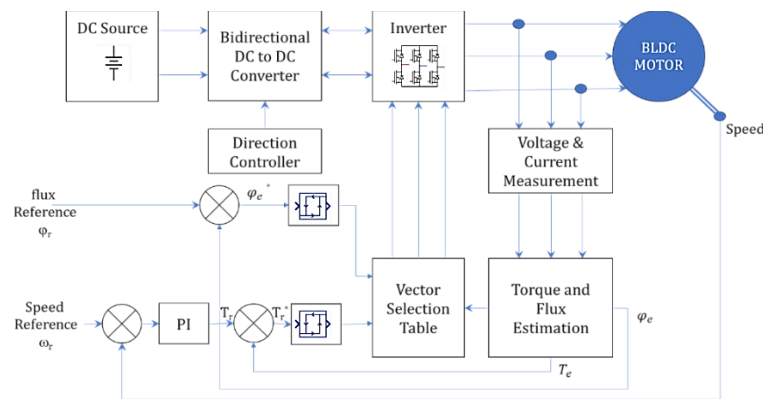 DC Source
Bidirectional
DC to DC
Converter
Inverter
BLDC
MOTOR
Speed
Direction
Controller
Voltage &
Current
Measurement
flux
Reference
φᵣ
φₑ*
Speed
Reference
ωᵣ
PI
Tᵣ
Tᵣ*
Vector
Selection
Table
Torque and
Flux
Estimation
φₑ
Tₑ